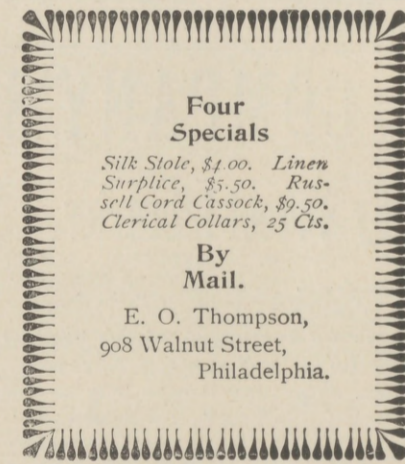 Four
Specials
Silk Stole, $4.00. Linen
Surplice, $5.50. Rus-
sell Cord Cassock, $9.50.
Clerical Collars, 25 Cts.
By
Mail.
E. O. Thompson,
908 Walnut Street,
Philadelphia.